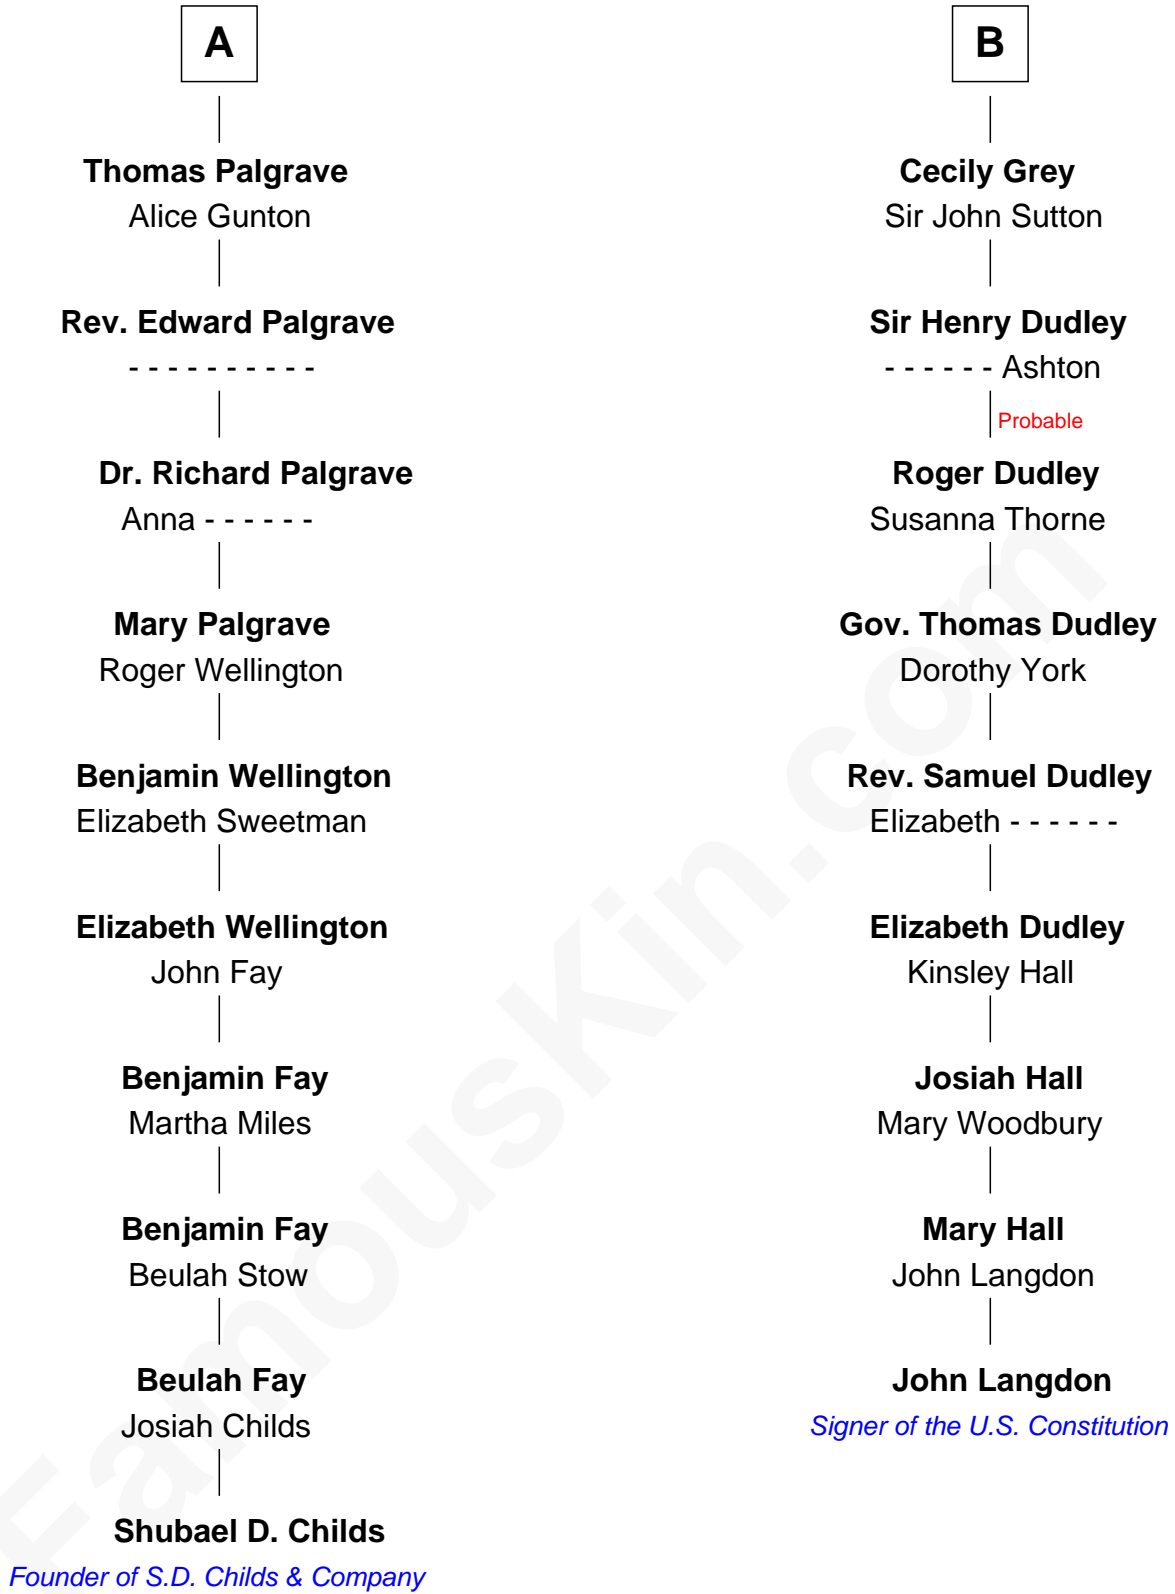 A
Thomas Palgrave
Alice Gunton
Rev. Edward Palgrave
- - - - - - - - - -
Dr. Richard Palgrave
Anna - - - - - -
Mary Palgrave
Roger Wellington
Benjamin Wellington
Elizabeth Sweetman
Elizabeth Wellington
John Fay
Benjamin Fay
Martha Miles
Benjamin Fay
Beulah Stow
Beulah Fay
Josiah Childs
Shubael D. Childs
Founder of S.D. Childs & Company
B
Cecily Grey
Sir John Sutton
Sir Henry Dudley
- - - - - - Ashton
Probable
Roger Dudley
Susanna Thorne
Gov. Thomas Dudley
Dorothy York
Rev. Samuel Dudley
Elizabeth - - - - - -
Elizabeth Dudley
Kinsley Hall
Josiah Hall
Mary Woodbury
Mary Hall
John Langdon
John Langdon
Signer of the U.S. Constitution
FamousKin.com